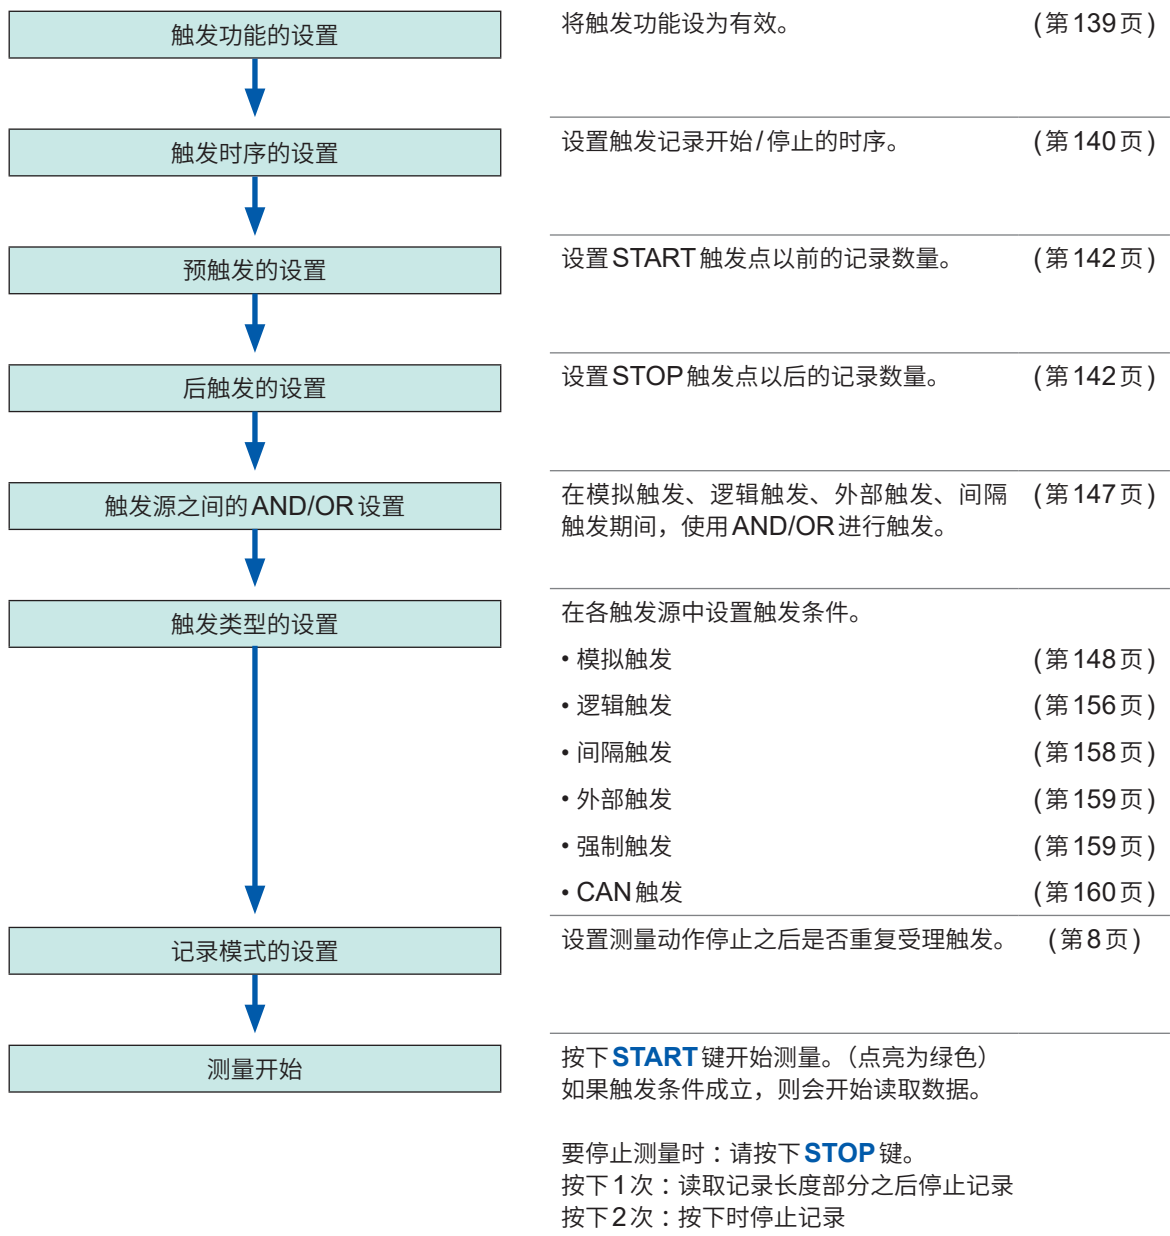 触发功能的设置
将触发功能设为有效。 (第139页)
触发时序的设置
设置触发记录开始/停止的时序。 (第140页)
预触发的设置
设置START触发点以前的记录数量。 (第142页)
后触发的设置
设置STOP触发点以后的记录数量。 (第142页)
触发源之间的AND/OR设置
在模拟触发、逻辑触发、外部触发、间隔 (第147页)
触发期间，使用AND/OR进行触发。
触发类型的设置
在各触发源中设置触发条件。
• 模拟触发 (第148页)
• 逻辑触发 (第156页)
• 间隔触发 (第158页)
• 外部触发 (第159页)
• 强制触发 (第159页)
• CAN触发 (第160页)
记录模式的设置
设置测量动作停止之后是否重复受理触发。 (第8页)
测量开始
按下START键开始测量。（点亮为绿色）
如果触发条件成立，则会开始读取数据。
要停止测量时：请按下STOP键。
按下1次：读取记录长度部分之后停止记录
按下2次：按下时停止记录